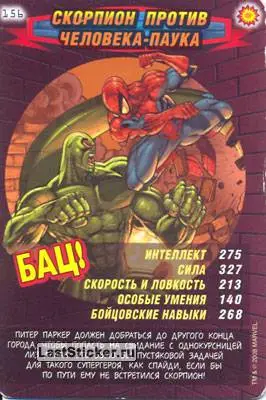 156
СКОРПИОН ПРОТИВ
ЧЕЛОВЕКА-ПАУКА
БАЦ!
ИНТЕЛЛЕКТ 275
СИЛА 327
СКОРОСТЬ И ЛОВКОСТЬ 213
ОСОБЫЕ УМЕНИЯ 140
БОЙЦОВСКИЕ НАВЫКИ 268
ПИТЕР ПАРКЕР ДОЛЖЕН ДОБРАТЬСЯ ДО ДРУГОГО КОНЦА
ГОРОДА, ЧТОБЫ СВИДАНИЕ С ОДНОКУРСНИЦЕЙ
ПУСТЯКОВОЙ ЗАДАЧЕЙ
ДЛЯ ТАКОГО СУПЕРГЕРОЯ, КАК СПАЙДИ, ЕСЛИ БЫ
ПО ПУТИ ЕМУ НЕ ВСТРЕТИЛСЯ СКОРПИОН!
LastSticker.ru
TM & © 2008 MARVEL